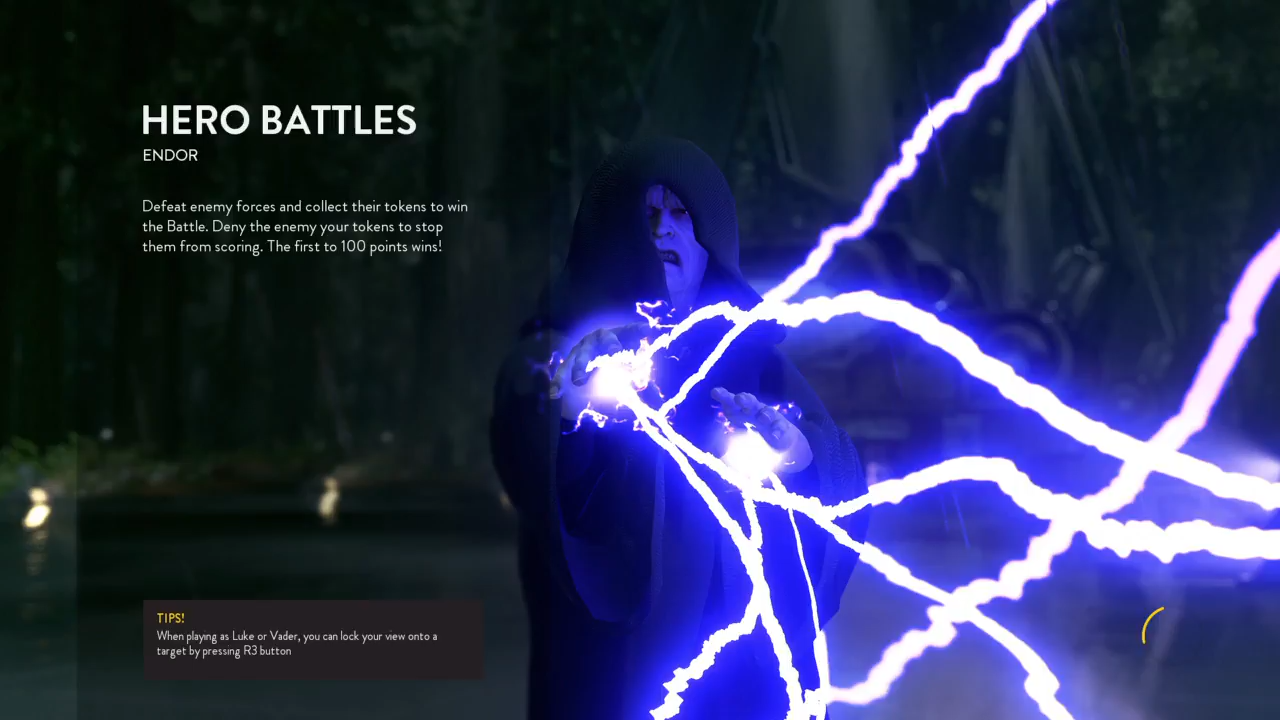 HERO BATTLES
ENDOR
Defeat enemy forces and collect their tokens to win
the Battle. Deny the enemy your tokens to stop
them from scoring. The first to 100 points wins!
TIPS!
When playing as Luke or Vader, you can lock your view onto a
target by pressing R3 button